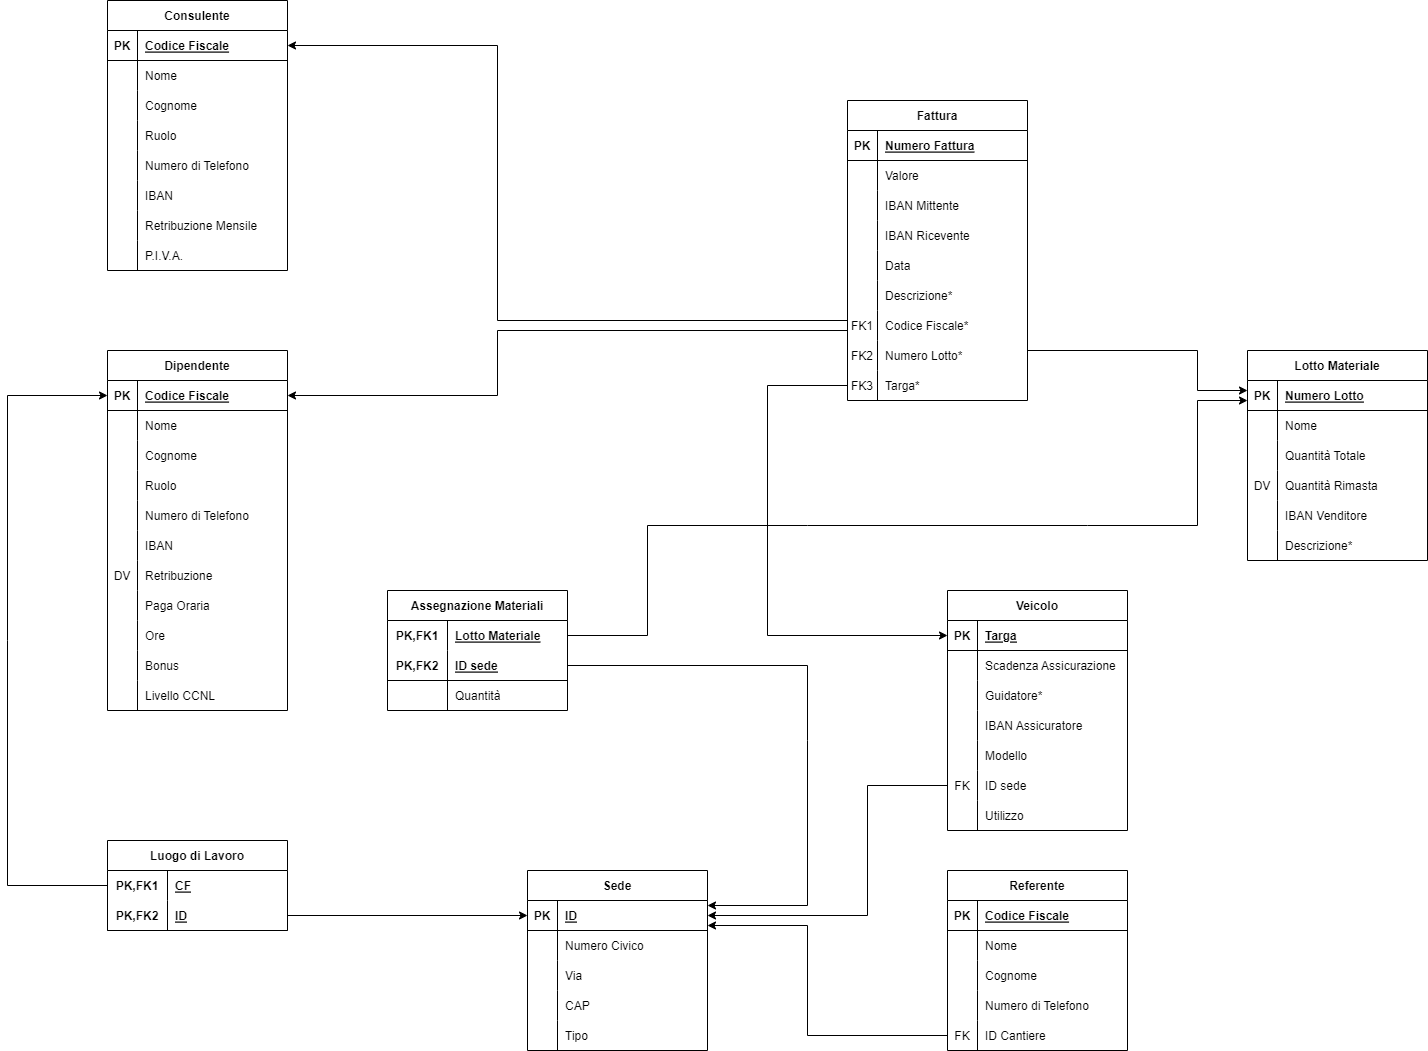 Consulente
PK Codice Fiscale
Nome
Cognome
Ruolo
Numero di Telefono
IBAN
Retribuzione Mensile
P.I.V.A.
Fattura
PK Numero Fattura
Valore
IBAN Mittente
IBAN Ricevente
Data
Descrizione*
FK1 Codice Fiscale*
FK2 Numero Lotto*
FK3 Targa*
Dipendente
PK Codice Fiscale
Nome
Cognome
Ruolo
Numero di Telefono
IBAN
DV Retribuzione
Paga Oraria
Ore
Bonus
Livello CCNL
Lotto Materiale
PK Numero Lotto
Nome
Quantità Totale
DV Quantità Rimasta
IBAN Venditore
Descrizione*
Assegnazione Materiali
PK,FK1 Lotto Materiale
PK,FK2 ID sede
Quantità
Veicolo
PK Targa
Scadenza Assicurazione
Guidatore*
IBAN Assicuratore
Modello
FK ID sede
Utilizzo
Luogo di Lavoro
PK,FK1 CF
PK,FK2 ID
Sede
PK ID
Numero Civico
Via
CAP
Tipo
Referente
PK Codice Fiscale
Nome
Cognome
Numero di Telefono
FK ID Cantiere